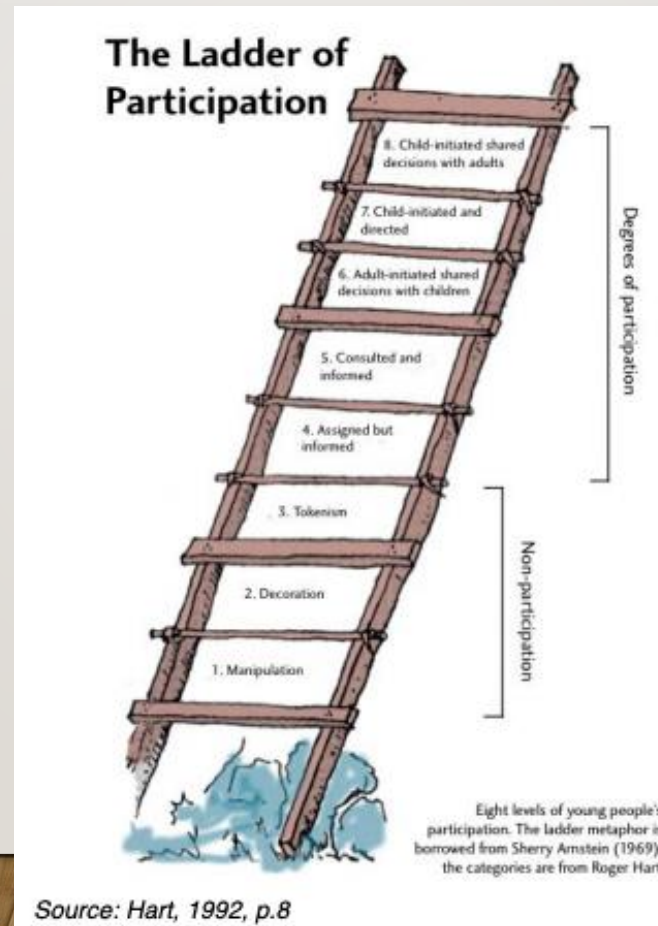 The Ladder of
Participation
8. Child-initiated shared
decisions with adults
7. Child-initiated and
directed
6. Adult-initiated shared
decisions with children
5. Consulted and
informed
4. Assigned but
informed
3. Tokenism
2. Decoration
1. Manipulation
Degrees of participation
Non-participation
Eight levels of young people's
participation. The ladder metaphor is
borrowed from Sherry Arnstein (1969)
the categories are from Roger Hart
Source: Hart, 1992, p.8